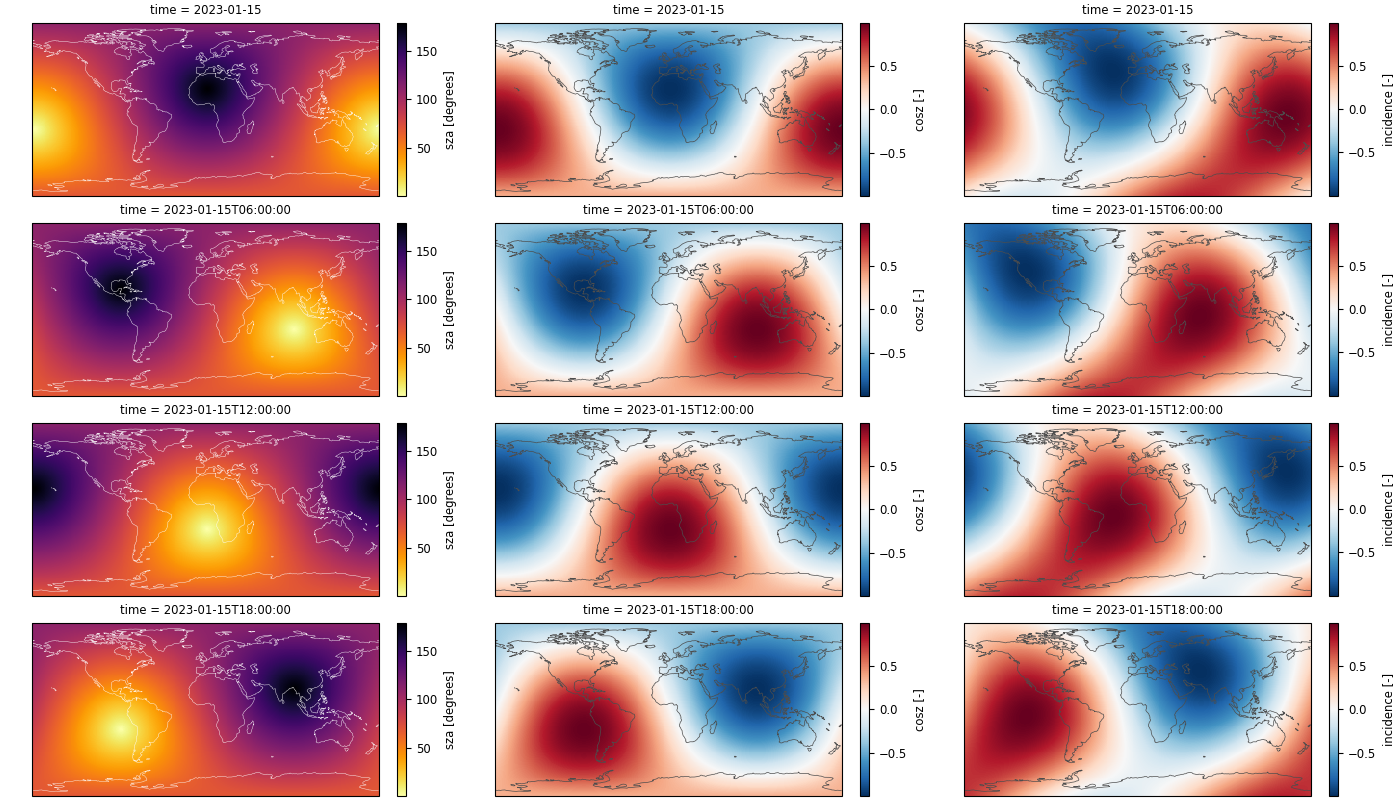 time = 2023-01-15
time = 2023-01-15
time = 2023-01-15
150
100
50
sza [degrees]
0.5
0.0
−0.5
cosz [-]
0.5
0.0
−0.5
incidence [-]
time = 2023-01-15T06:00:00
time = 2023-01-15T06:00:00
time = 2023-01-15T06:00:00
150
100
50
sza [degrees]
0.5
0.0
−0.5
cosz [-]
0.5
0.0
−0.5
incidence [-]
time = 2023-01-15T12:00:00
time = 2023-01-15T12:00:00
time = 2023-01-15T12:00:00
150
100
50
sza [degrees]
0.5
0.0
−0.5
cosz [-]
0.5
0.0
−0.5
incidence [-]
time = 2023-01-15T18:00:00
time = 2023-01-15T18:00:00
time = 2023-01-15T18:00:00
150
100
50
sza [degrees]
0.5
0.0
−0.5
cosz [-]
0.5
0.0
−0.5
incidence [-]